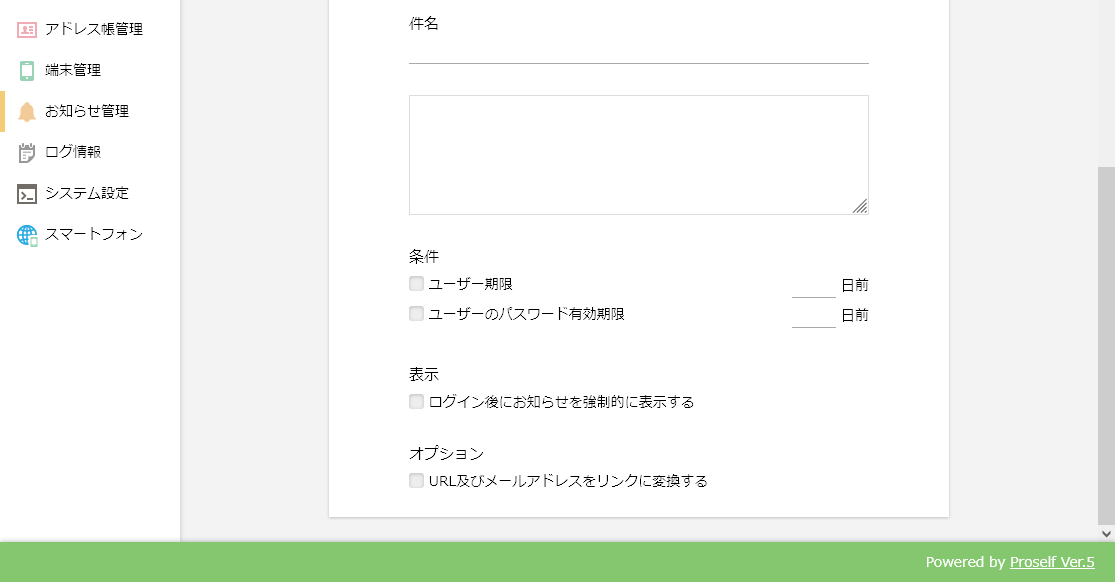 アドレス帳管理
端末管理
お知らせ管理
ログ情報
システム設定
スマートフォン
件名
条件
ユーザー期限 日前
ユーザーのパスワード有効期限 日前
表示
ログイン後にお知らせを強制的に表示する
オプション
URL及びメールアドレスをリンクに変換する
Powered by Proself Ver.5